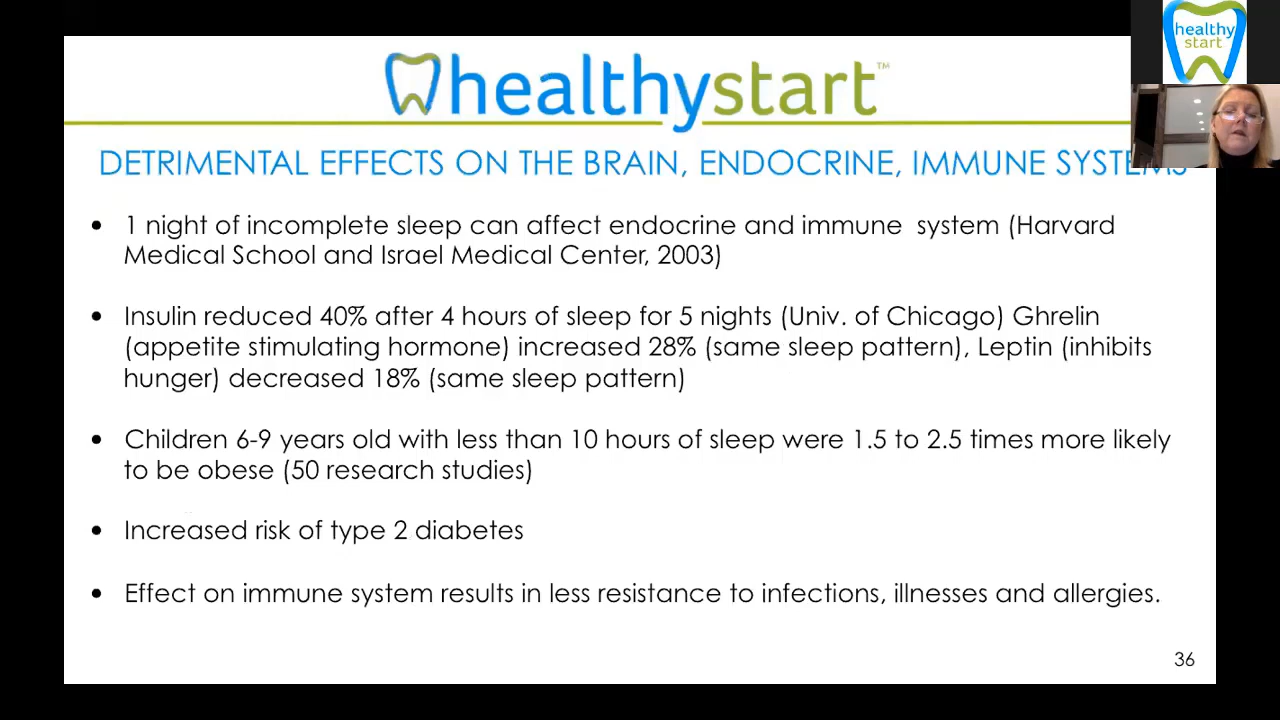 healthystart™
healthy
start
DETRIMENTAL EFFECTS ON THE BRAIN, ENDOCRINE, IMMUNE SYSTEMS
• 1 night of incomplete sleep can affect endocrine and immune system (Harvard
Medical School and Israel Medical Center, 2003)
• Insulin reduced 40% after 4 hours of sleep for 5 nights (Univ. of Chicago) Ghrelin
(appetite stimulating hormone) increased 28% (same sleep pattern), Leptin (inhibits
hunger) decreased 18% (same sleep pattern)
• Children 6-9 years old with less than 10 hours of sleep were 1.5 to 2.5 times more likely
to be obese (50 research studies)
• Increased risk of type 2 diabetes
• Effect on immune system results in less resistance to infections, illnesses and allergies.
36